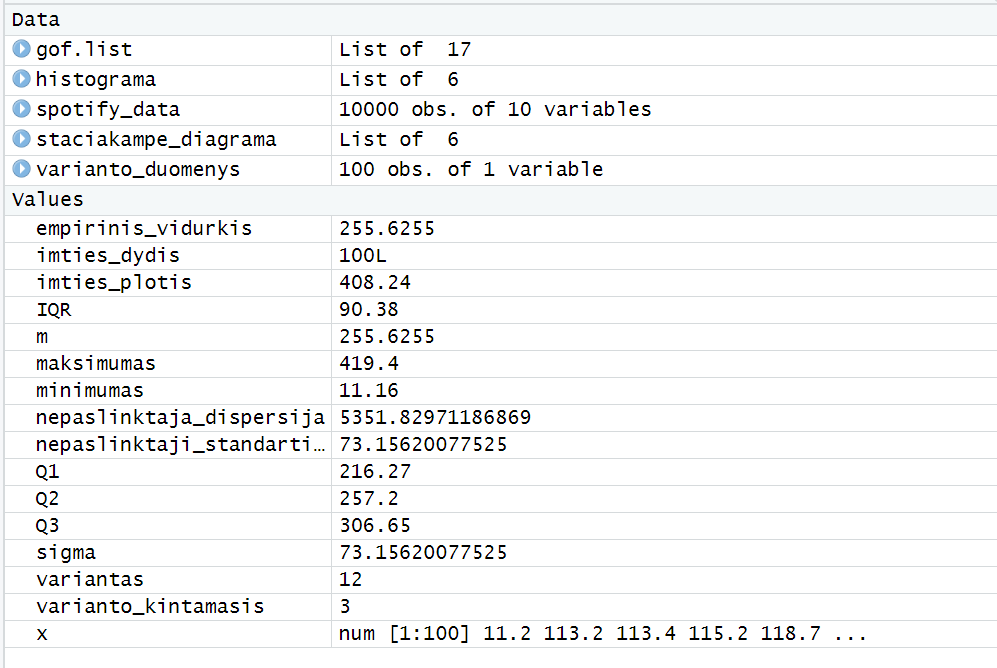 Data
gof.list List of  17
histograma List of  6
spotify_data 10000 obs. of 10 variables
staciakampe_diagrama List of  6
varianto_duomenys 100 obs. of 1 variable
Values
empirinis_vidurkis 255.6255
imties_dydis 100L
imties_plotis 408.24
IQR 90.38
m 255.6255
maksimumas 419.4
minimumas 11.16
nepaslinktaja_dispersija 5351.82971186869
nepaslinktaji_standarti… 73.15620077525
Q1 216.27
Q2 257.2
Q3 306.65
sigma 73.15620077525
variantas 12
varianto_kintamasis 3
x num [1:100] 11.2 113.2 113.4 115.2 118.7 ...